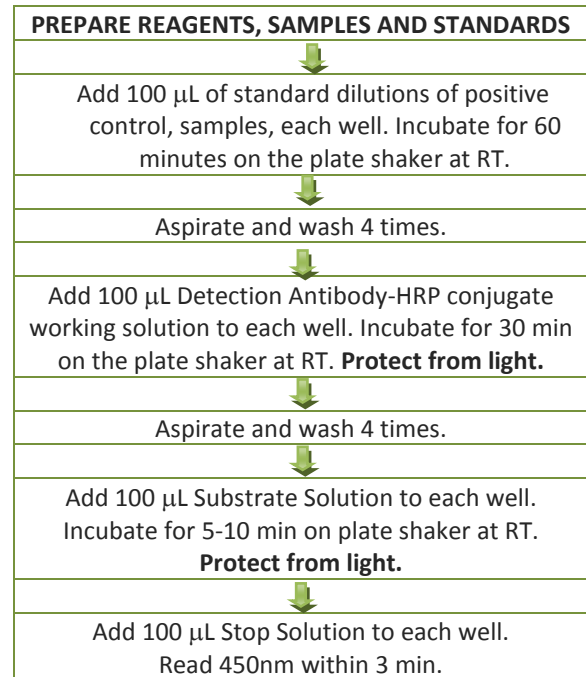 PREPARE REAGENTS, SAMPLES AND STANDARDS
Add 100 μL of standard dilutions of positive
control, samples, each well. Incubate for 60
minutes on the plate shaker at RT.
Aspirate and wash 4 times.
Add 100 μL Detection Antibody-HRP conjugate
working solution to each well. Incubate for 30 min
on the plate shaker at RT. Protect from light.
Aspirate and wash 4 times.
Add 100 μL Substrate Solution to each well.
Incubate for 5-10 min on plate shaker at RT.
Protect from light.
Add 100 μL Stop Solution to each well.
Read 450nm within 3 min.